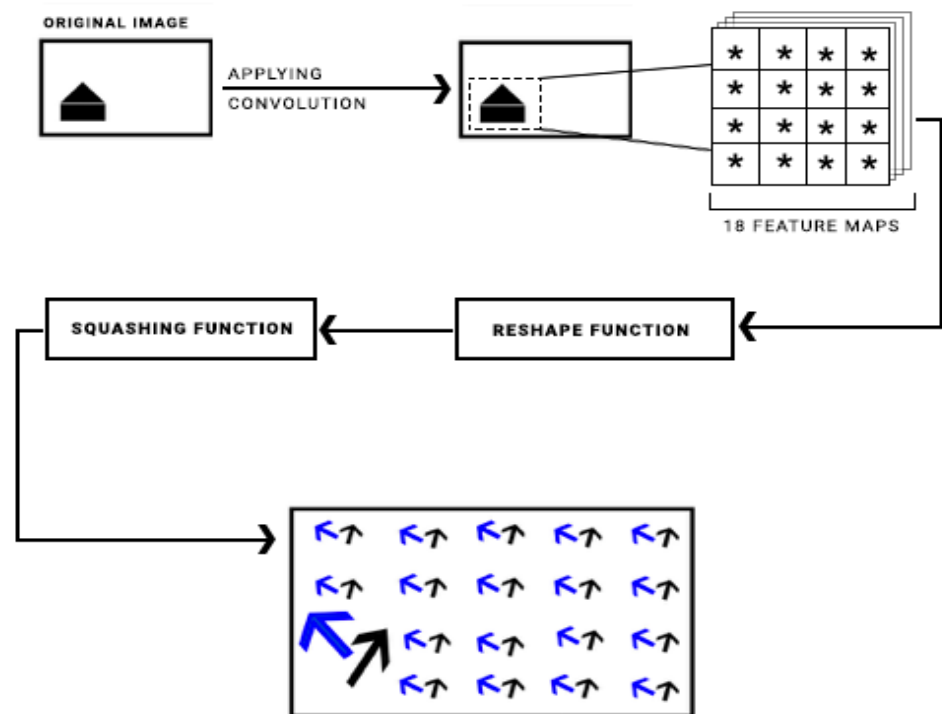 ORIGINAL IMAGE
APPLYING
CONVOLUTION
* * * *
* * * *
* * * *
* * * *
18 FEATURE MAPS
SQUASHING FUNCTION
RESHAPE FUNCTION